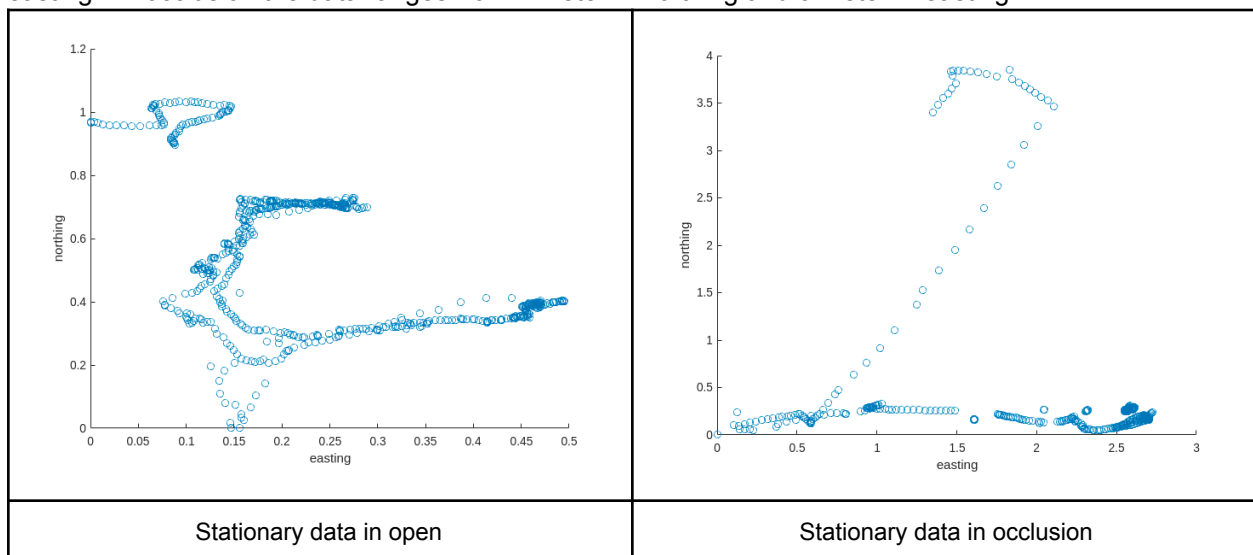 1.2
1
0.8
0.6
0.4
0.2
0
northing
0 0.05 0.1 0.15 0.2 0.25 0.3 0.35 0.4 0.45 0.5
easting
4
3.5
3
2.5
2
1.5
1
0.5
0
northing
0 0.5 1 1.5 2 2.5 3
easting
Stationary data in open
Stationary data in occlusion